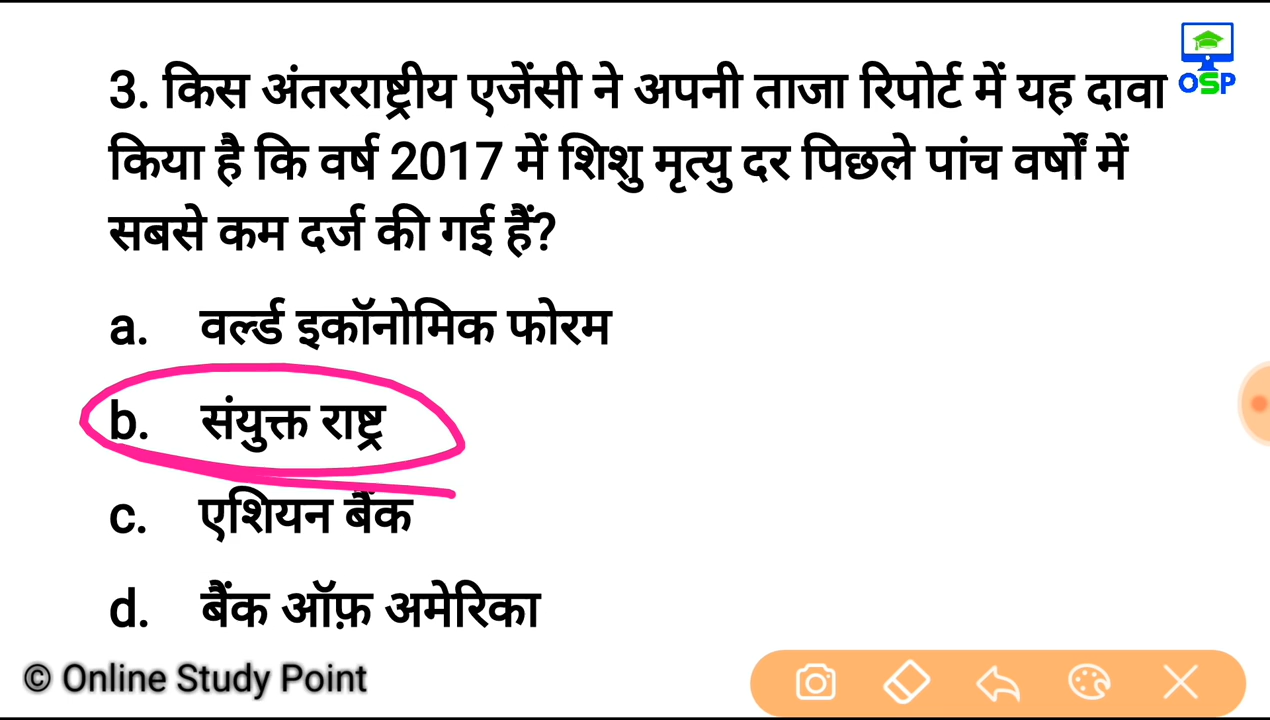 OSP
3. किस अंतरराष्ट्रीय एजेंसी ने अपनी ताजा रिपोर्ट में यह दावा
किया है कि वर्ष 2017 में शिशु मृत्यु दर पिछले पांच वर्षों में
सबसे कम दर्ज की गई हैं?
a. वर्ल्ड इकॉनोमिक फोरम
b. संयुक्त राष्ट्र
c. एशियन बैंक
d. बैंक ऑफ़ अमेरिका
© Online Study Point